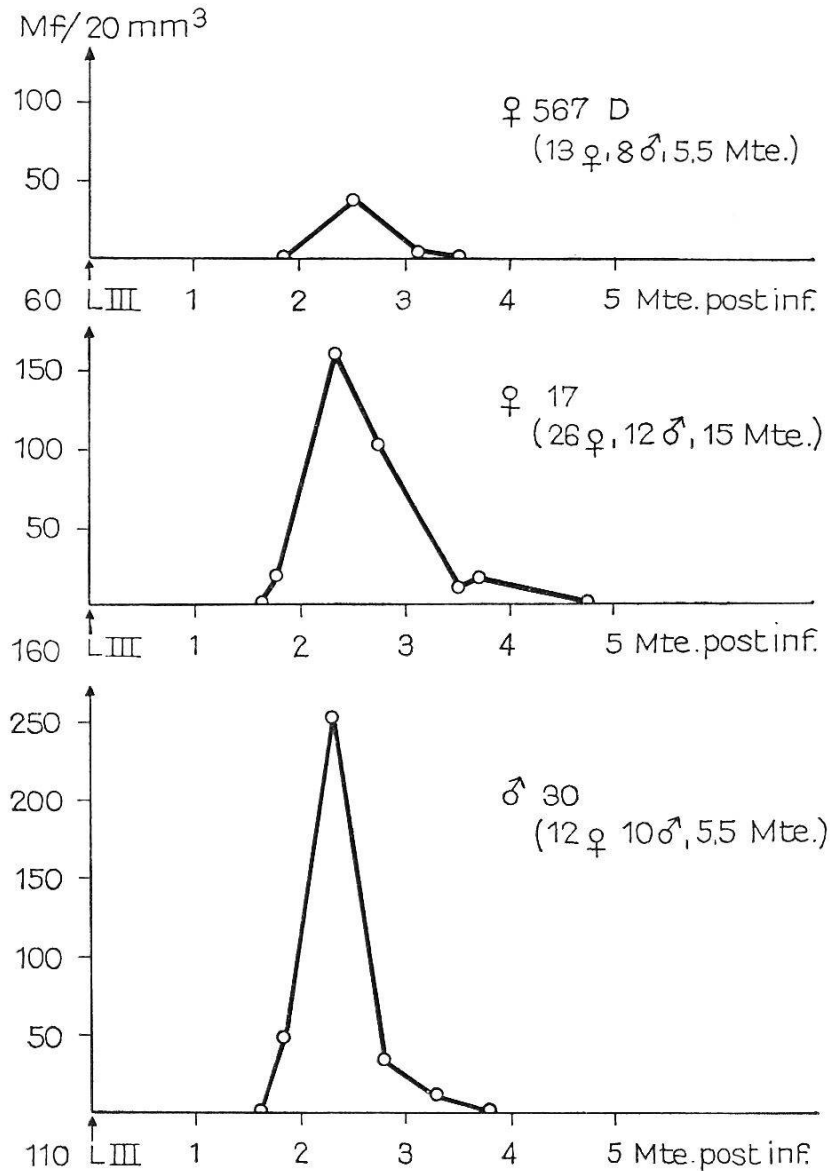 Mf/20 mm³
100
♀ 567 D
(13♀, 8♂, 5,5 Mte.)
50
60 LIII 1 2 3 4 5 Mte. post inf.
150
♀ 17
(26♀, 12♂, 15 Mte.)
100
50
160 LIII 1 2 3 4 5 Mte. post inf.
250
♂ 30
200
(12♀ 10♂, 5,5 Mte.)
150
100
50
110 LIII 1 2 3 4 5 Mte. post inf.